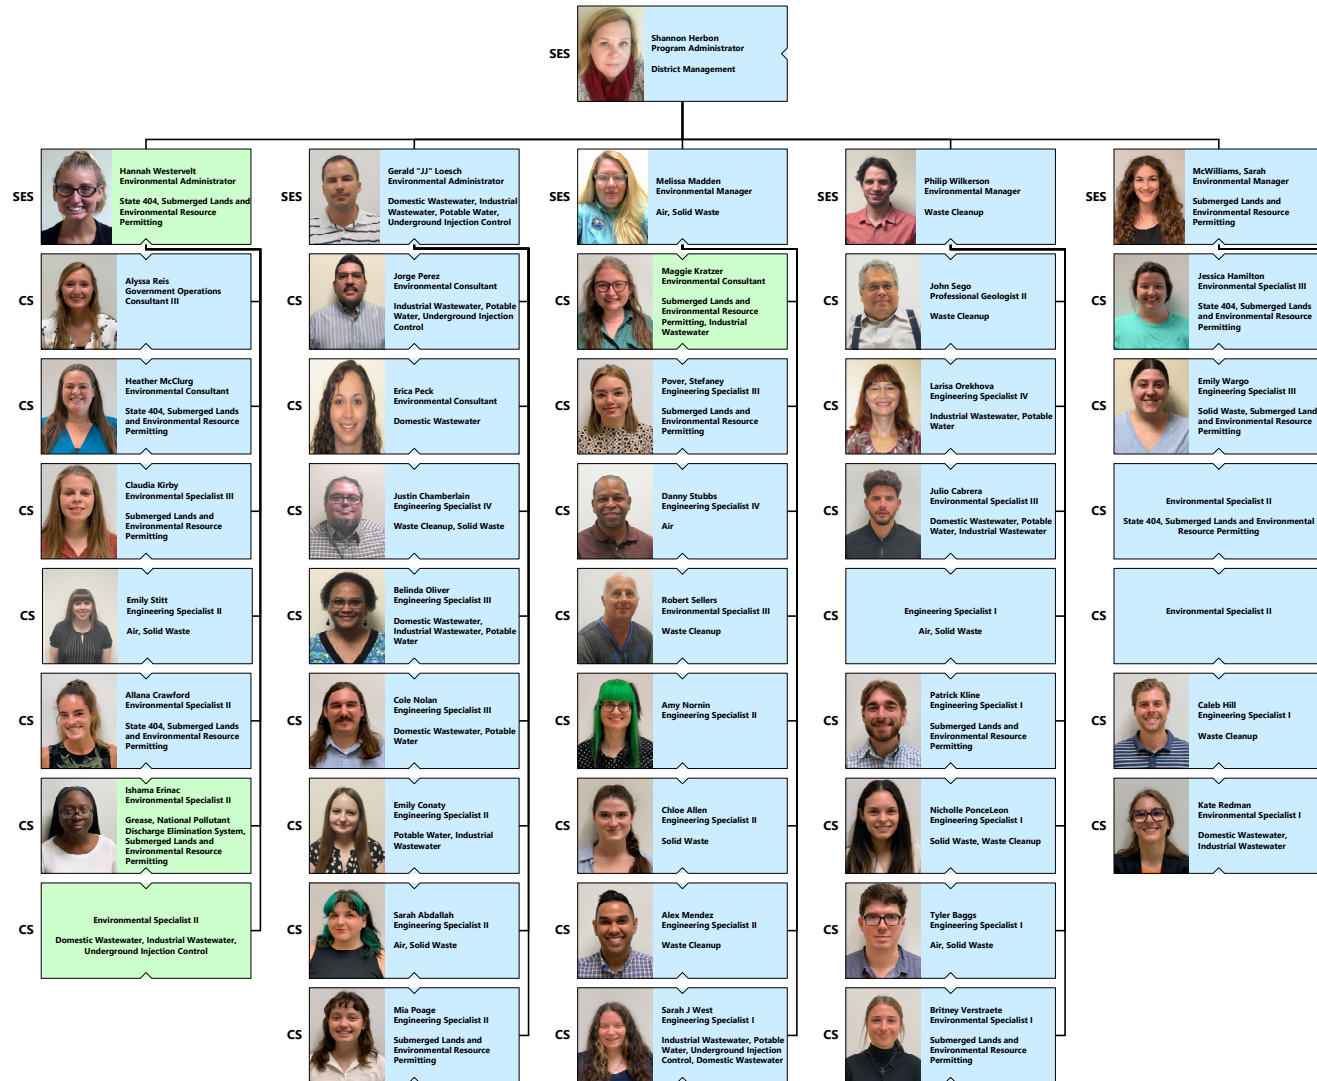 SES
Shannon Herbon
Program Administrator
District Management
SES
Hannah Westervelt
Environmental Administrator
State 404, Submerged Lands and
Environmental Resource
Permitting
CS
Alyssa Reis
Government Operations
Consultant III
CS
Heather McClurg
Environmental Consultant
State 404, Submerged Lands
and Environmental Resource
Permitting
CS
Claudia Kirby
Environmental Specialist III
Submerged Lands and
Environmental Resource
Permitting
CS
Emily Stitt
Engineering Specialist II
Air, Solid Waste
CS
Allana Crawford
Environmental Specialist II
State 404, Submerged Lands
and Environmental Resource
Permitting
CS
Ishama Erinac
Environmental Specialist II
Grease, National Pollutant
Discharge Elimination System,
Submerged Lands and
Environmental Resource
Permitting
CS
Environmental Specialist II
Domestic Wastewater, Industrial Wastewater,
Underground Injection Control
SES
Gerald "JJ" Loesch
Environmental Administrator
Domestic Wastewater, Industrial
Wastewater, Potable Water,
Underground Injection Control
CS
Jorge Perez
Environmental Consultant
Industrial Wastewater, Potable
Water, Underground Injection
Control
CS
Erica Peck
Environmental Consultant
Domestic Wastewater
CS
Justin Chamberlain
Engineering Specialist IV
Waste Cleanup, Solid Waste
CS
Belinda Oliver
Engineering Specialist III
Domestic Wastewater,
Industrial Wastewater, Potable
Water
CS
Cole Nolan
Engineering Specialist III
Domestic Wastewater, Potable
Water
CS
Emily Conaty
Engineering Specialist II
Potable Water, Industrial
Wastewater
CS
Sarah Abdallah
Engineering Specialist II
Air, Solid Waste
CS
Mia Poage
Engineering Specialist II
Submerged Lands and
Environmental Resource
Permitting
SES
Melissa Madden
Environmental Manager
Air, Solid Waste
CS
Maggie Kratzer
Environmental Consultant
Submerged Lands and
Environmental Resource
Permitting, Industrial
Wastewater
CS
Pover, Stefaney
Engineering Specialist III
Submerged Lands and
Environmental Resource
Permitting
CS
Danny Stubbs
Engineering Specialist IV
Air
CS
Robert Sellers
Environmental Specialist III
Waste Cleanup
CS
Amy Nornin
Engineering Specialist II
CS
Chloe Allen
Engineering Specialist II
Solid Waste
CS
Alex Mendez
Engineering Specialist II
Waste Cleanup
CS
Sarah J West
Engineering Specialist I
Industrial Wastewater, Potable
Water, Underground Injection
Control, Domestic Wastewater
SES
Philip Wilkerson
Environmental Manager
Waste Cleanup
CS
John Sego
Professional Geologist II
Waste Cleanup
CS
Larisa Orekhova
Engineering Specialist IV
Industrial Wastewater, Potable
Water
CS
Julio Cabrera
Environmental Specialist III
Domestic Wastewater, Potable
Water, Industrial Wastewater
CS
Engineering Specialist I
Air, Solid Waste
CS
Patrick Kline
Engineering Specialist I
Submerged Lands and
Environmental Resource
Permitting
CS
Nicholle PonceLeon
Engineering Specialist I
Solid Waste, Waste Cleanup
CS
Tyler Baggs
Engineering Specialist I
Air, Solid Waste
CS
Britney Verstraete
Environmental Specialist I
Submerged Lands and
Environmental Resource
Permitting
SES
McWilliams, Sarah
Environmental Manager
Submerged Lands and
Environmental Resource
Permitting
CS
Jessica Hamilton
Environmental Specialist III
State 404, Submerged Lands
and Environmental Resource
Permitting
CS
Emily Wargo
Engineering Specialist III
Solid Waste, Submerged Land
and Environmental Resource
Permitting
CS
Environmental Specialist II
State 404, Submerged Lands and Environmental
Resource Permitting
CS
Environmental Specialist II
CS
Caleb Hill
Engineering Specialist I
Waste Cleanup
CS
Kate Redman
Environmental Specialist I
Domestic Wastewater,
Industrial Wastewater